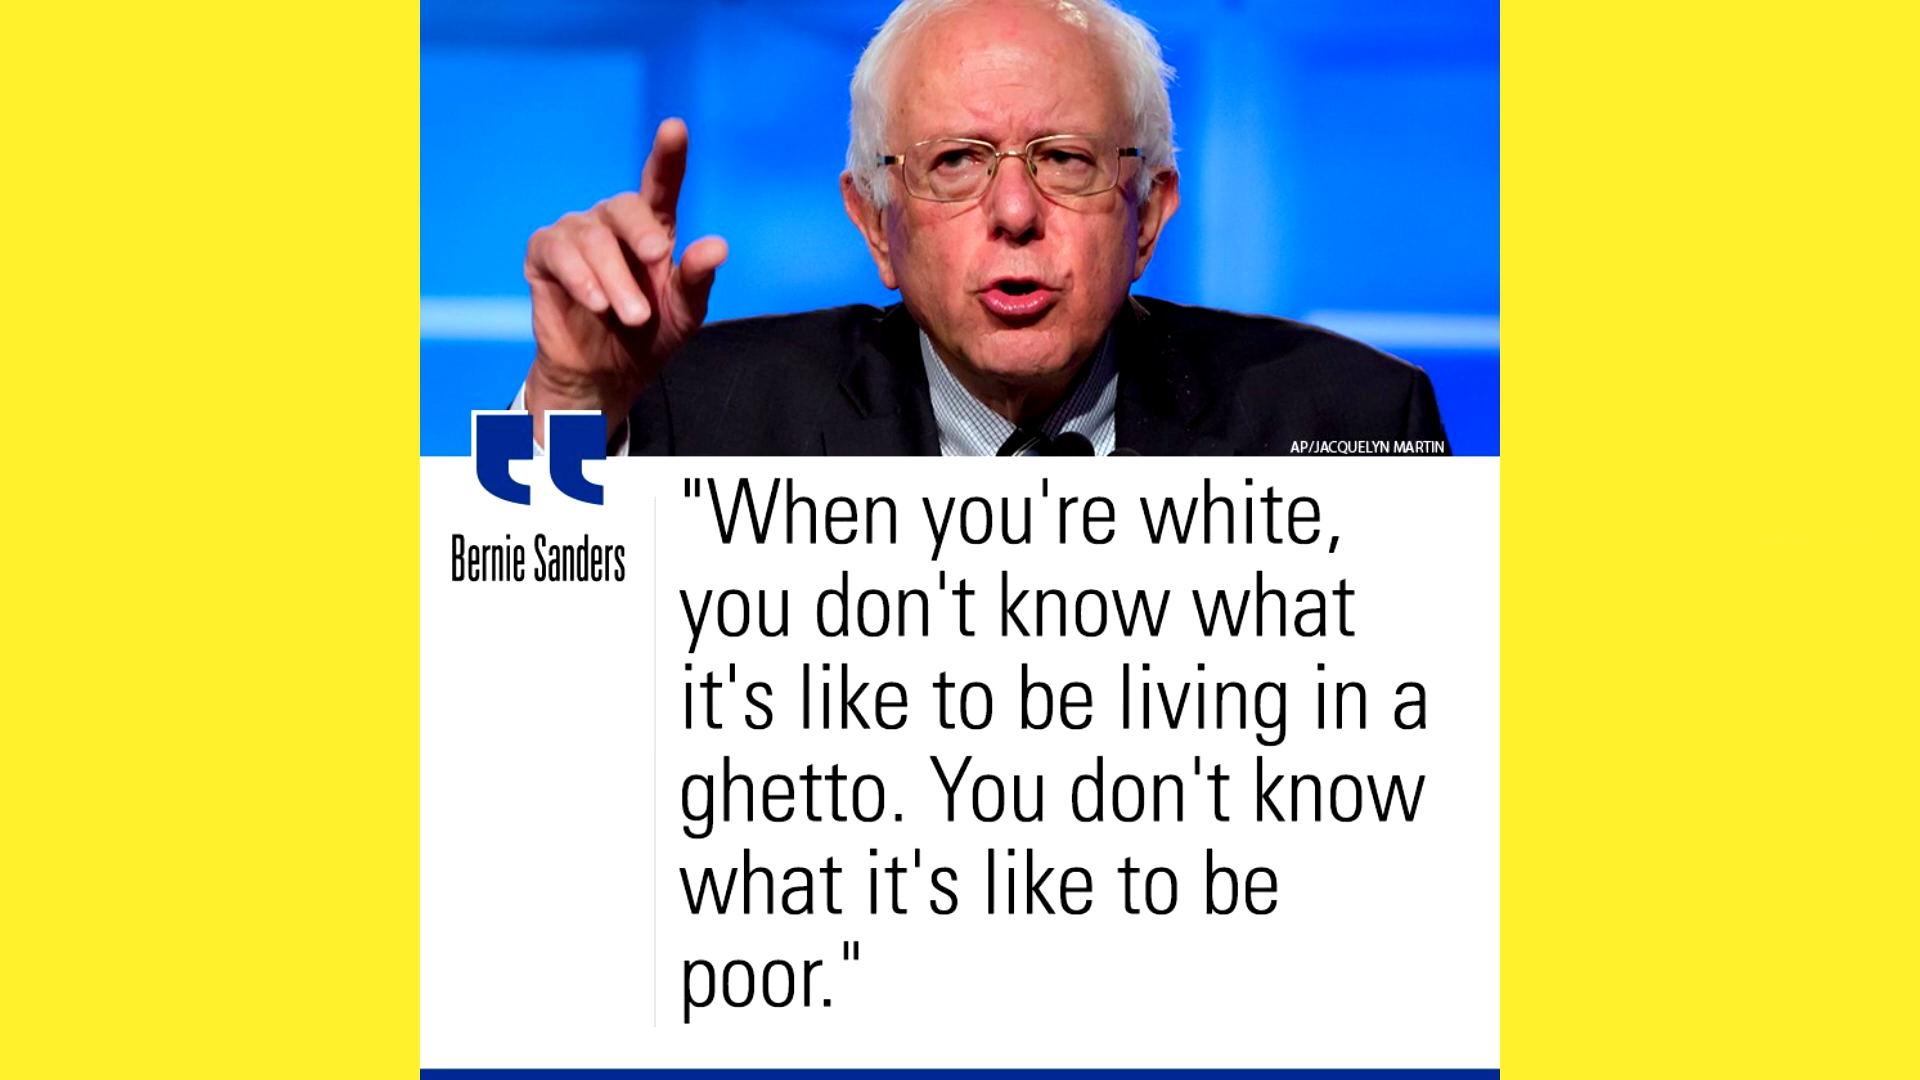 AP/JACQUELYN MARTIN
Bernie Sanders
"When you're white,
you don't know what
it's like to be living in a
ghetto. You don't know
what it's like to be
poor."